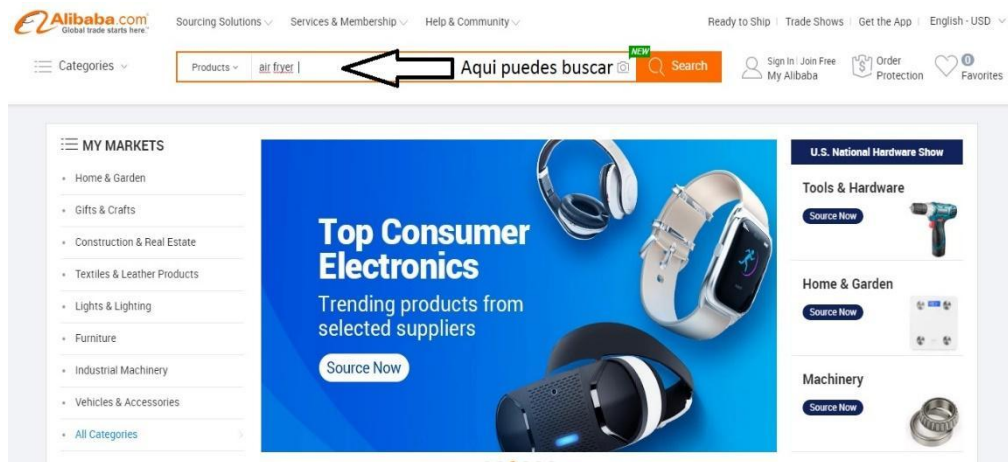 Alibaba.com
Global trade starts here.
Sourcing Solutions Services & Membership Help & Community
Ready to Ship Trade Shows Get the App English - USD
Categories
Products air fryer
Aqui puedes buscar
NEW
Search
Sign In Join Free
My Alibaba
Order
Protection
0
Favorites
MY MARKETS
Home & Garden
Gifts & Crafts
Construction & Real Estate
Textiles & Leather Products
Lights & Lighting
Furniture
Industrial Machinery
Vehicles & Accessories
All Categories
Top Consumer
Electronics
Trending products from
selected suppliers
Source Now
U.S. National Hardware Show
Tools & Hardware
Source Now
Home & Garden
Source Now
Machinery
Source Now